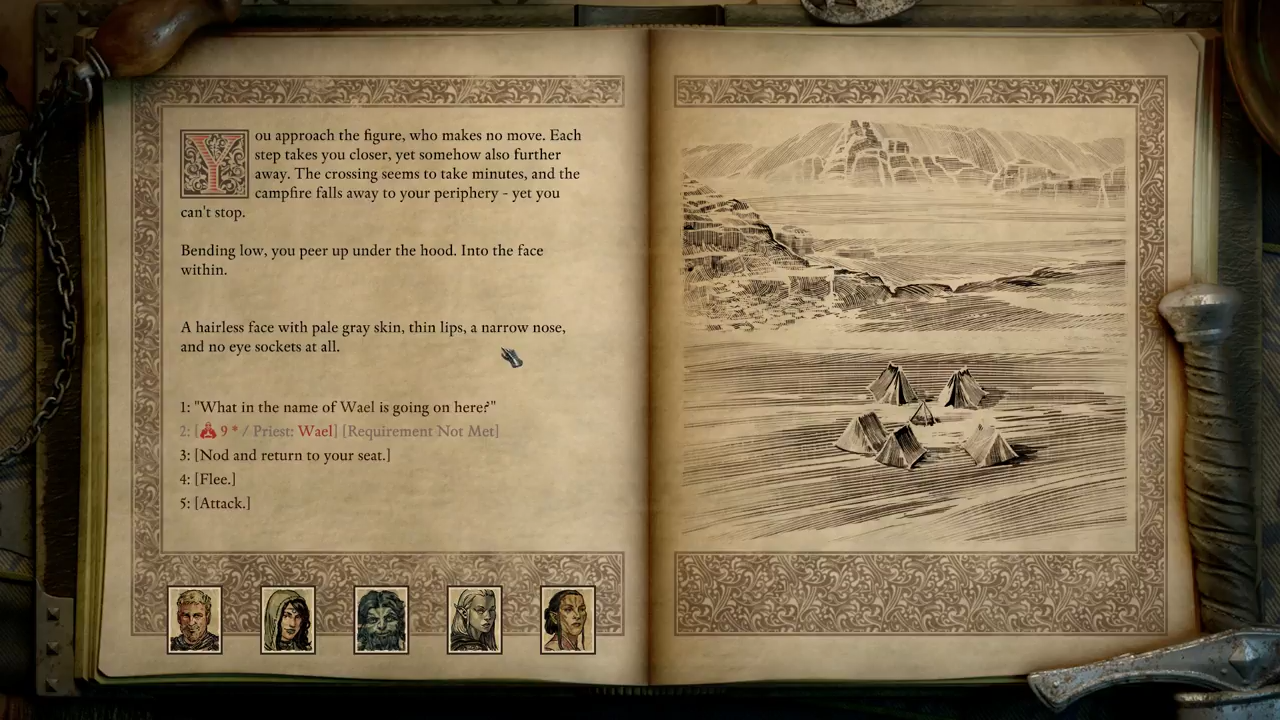 You approach the figure, who makes no move. Each
step takes you closer, yet somehow also further
away. The crossing seems to take minutes, and the
campfire falls away to your periphery - yet you
can't stop.
Bending low, you peer up under the hood. Into the face
within.
A hairless face with pale gray skin, thin lips, a narrow nose,
and no eye sockets at all.
1: "What in the name of Wael is going on here?"
2: [9 * / Priest: Wael] [Requirement Not Met]
3: [Nod and return to your seat.]
4: [Flee.]
5: [Attack.]